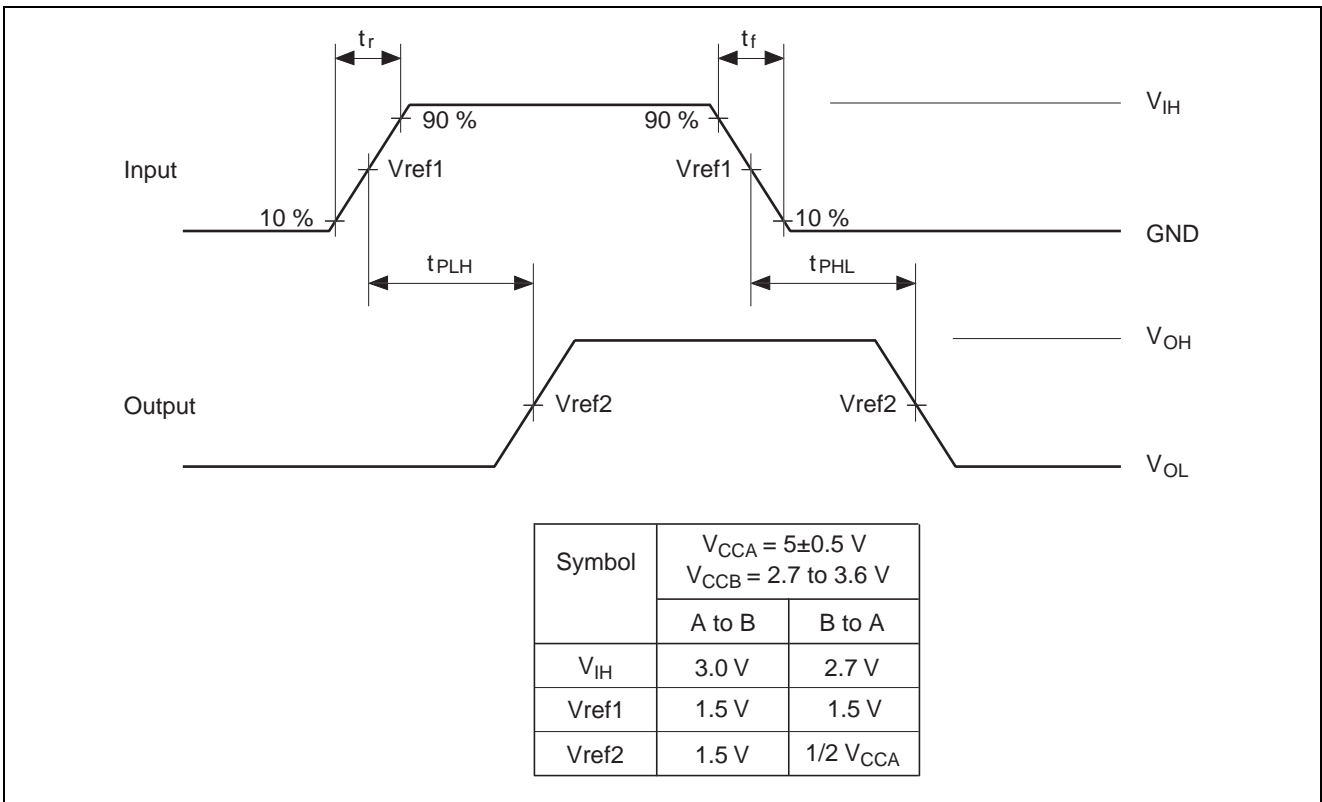 tr
tf
90 %
90 %
VIH
Input
Vref1
Vref1
10 %
10 %
GND
tPLH
tPHL
VOH
Output
Vref2
Vref2
VOL
Symbol
VCCA = 5±0.5 V
VCCB = 2.7 to 3.6 V
A to B
B to A
VIH
3.0 V
2.7 V
Vref1
1.5 V
1.5 V
Vref2
1.5 V
1/2 VCCA